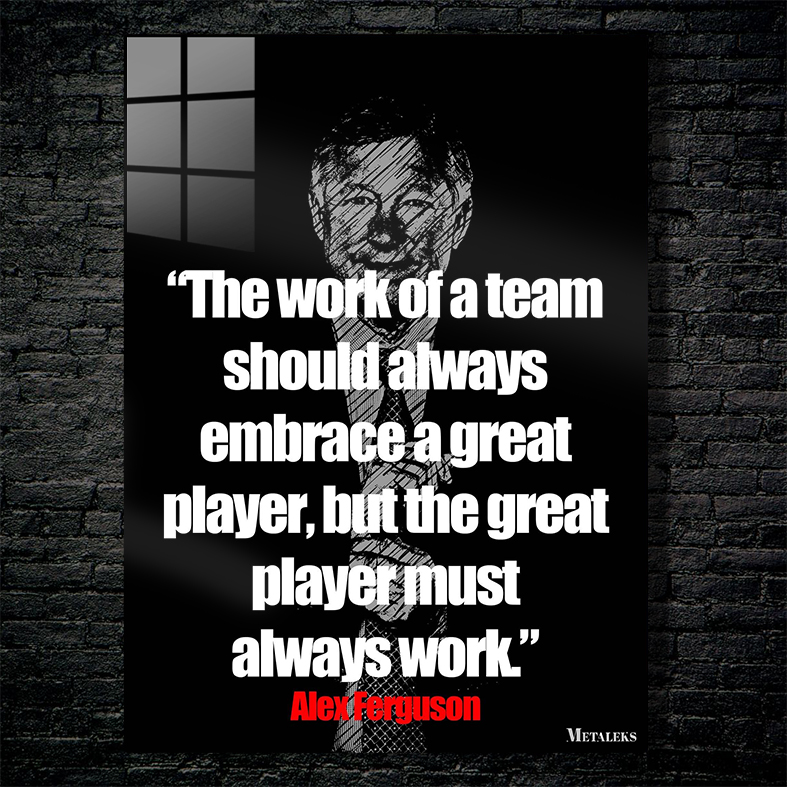 “The work of a team
should always
embrace a great
player, but the great
player must
always work.”
Alex Ferguson
METALEKS